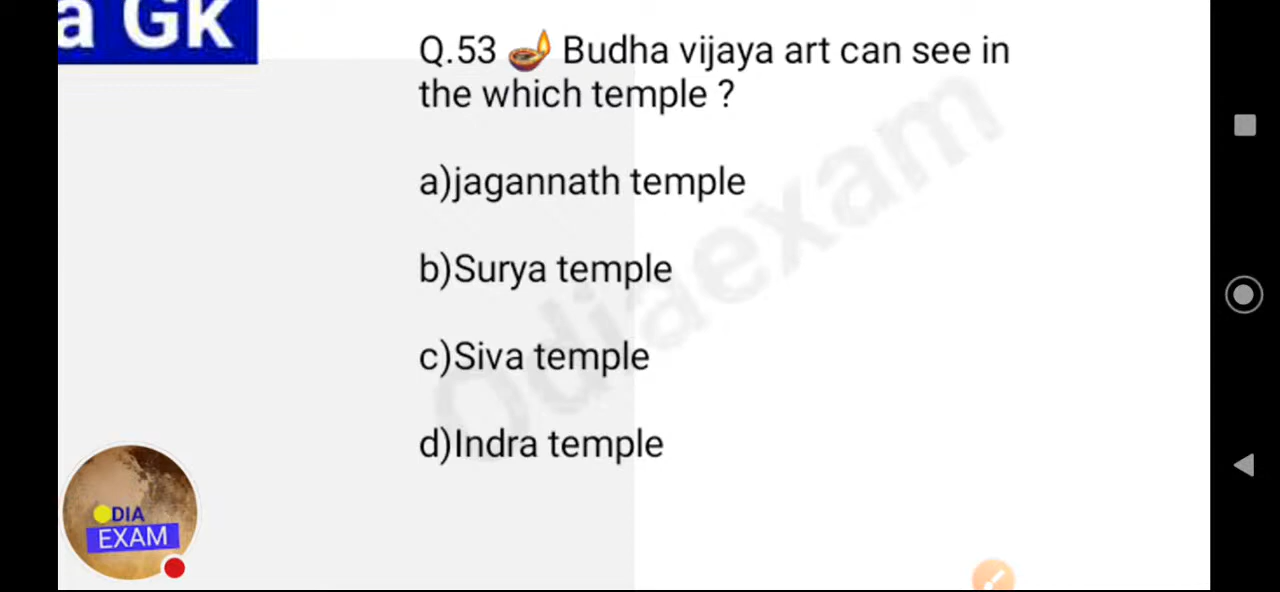 a GK
Q.53 🪔 Budha vijaya art can see in
the which temple ?
a)jagannath temple
b)Surya temple
c)Siva temple
d)Indra temple
Odiaexam
DIA
EXAM